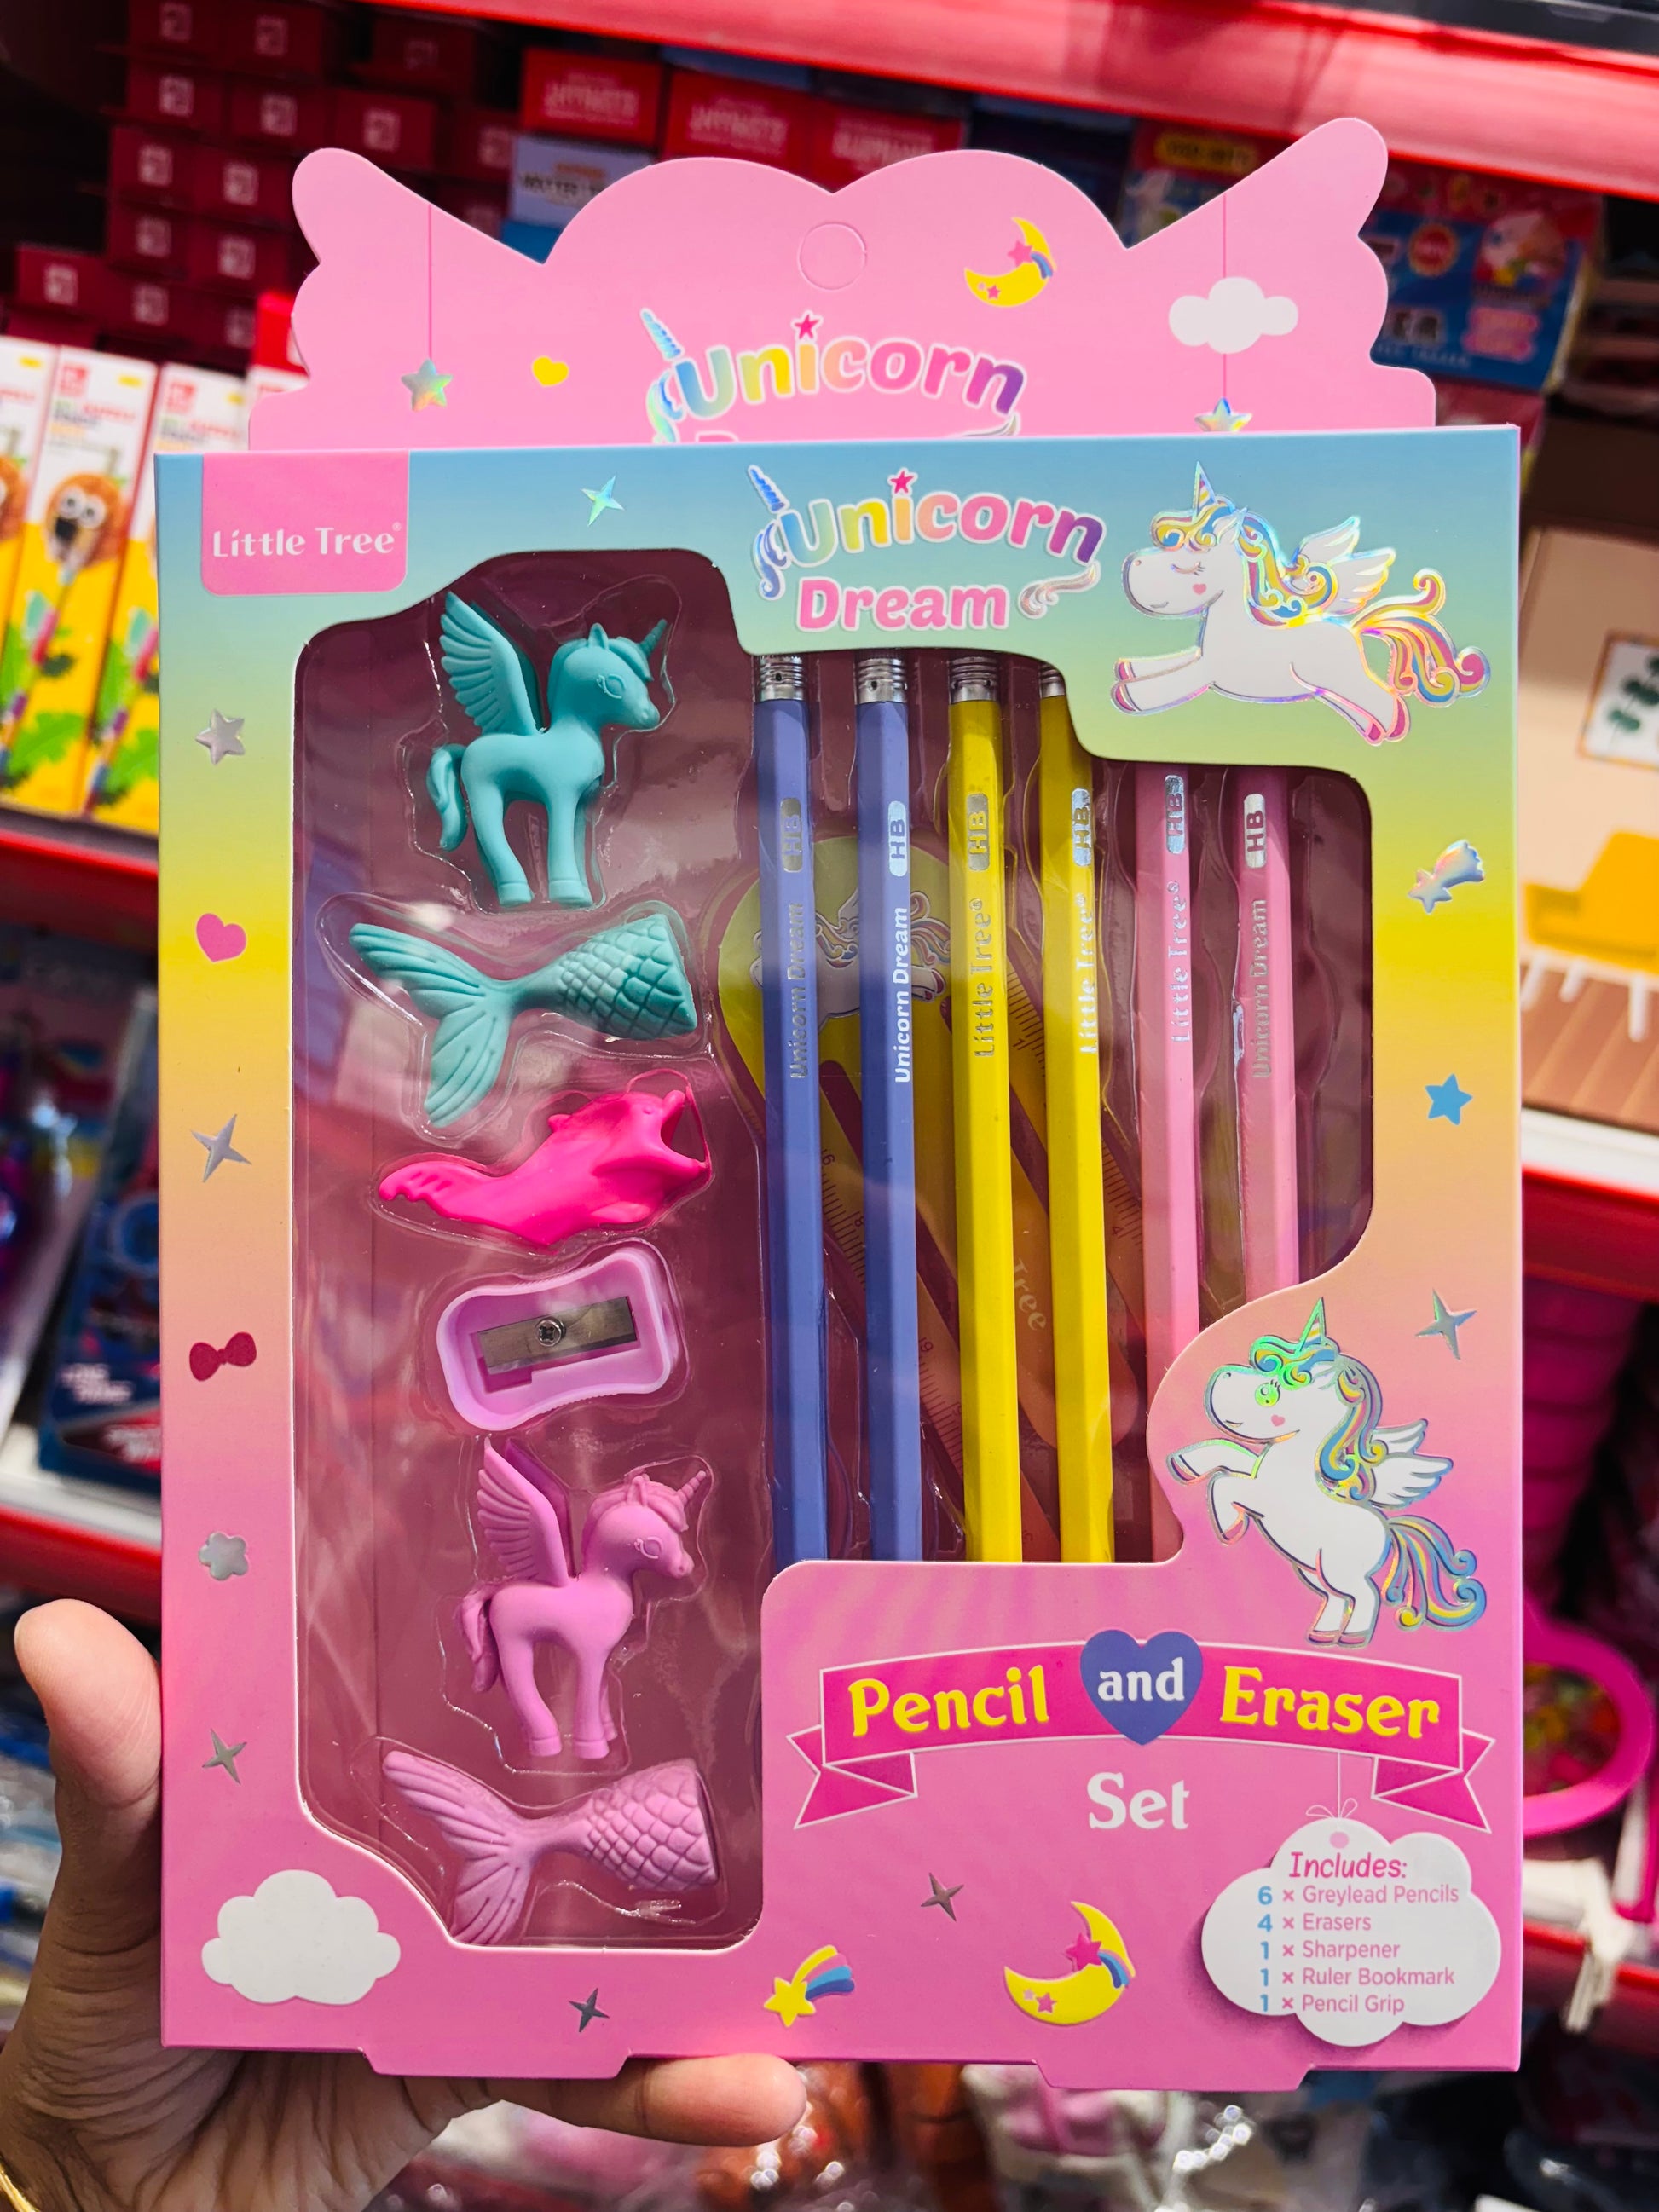 Unicorn
Little Tree®
Unicorn
Dream
HB
Unicorn Dream
HB
Unicorn Dream
HB
Little Tree®
HB
Little Tree®
HB
Little Tree®
HB
Unicorn Dream
Tree
Pencil and Eraser
Set
Includes:
6 × Greylead Pencils
4 × Erasers
1 × Sharpener
1 × Ruler Bookmark
1 × Pencil Grip